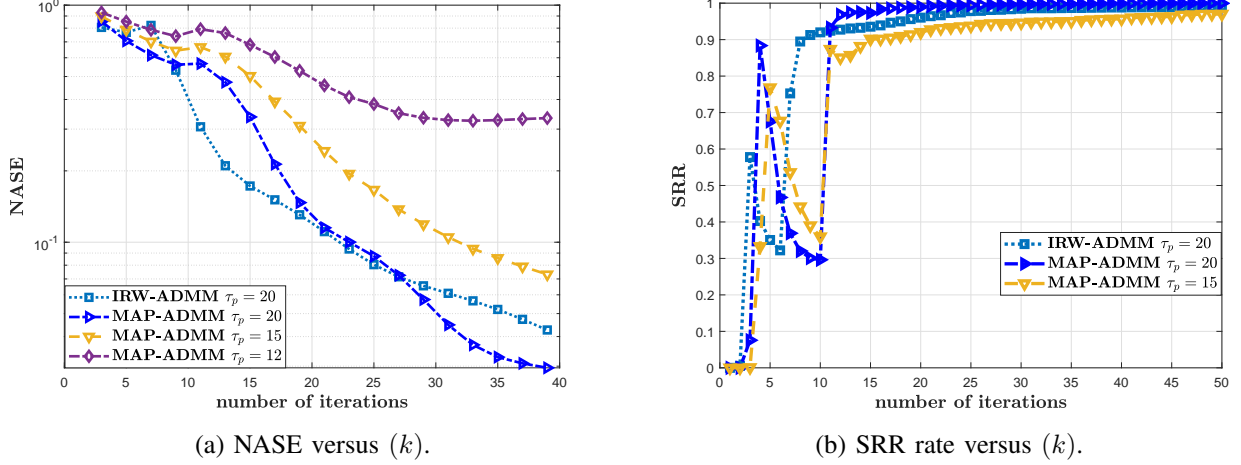 10^0
10^{-1}
NASE
0 5 10 15 20 25 30 35 40
number of iterations
IRW-ADMM τ_p = 20
MAP-ADMM τ_p = 20
MAP-ADMM τ_p = 15
MAP-ADMM τ_p = 12
(a) NASE versus (k).
1
0.9
0.8
0.7
0.6
0.5
0.4
0.3
0.2
0.1
0
SRR
0 5 10 15 20 25 30 35 40 45 50
number of iterations
IRW-ADMM τ_p = 20
MAP-ADMM τ_p = 20
MAP-ADMM τ_p = 15
(b) SRR rate versus (k).